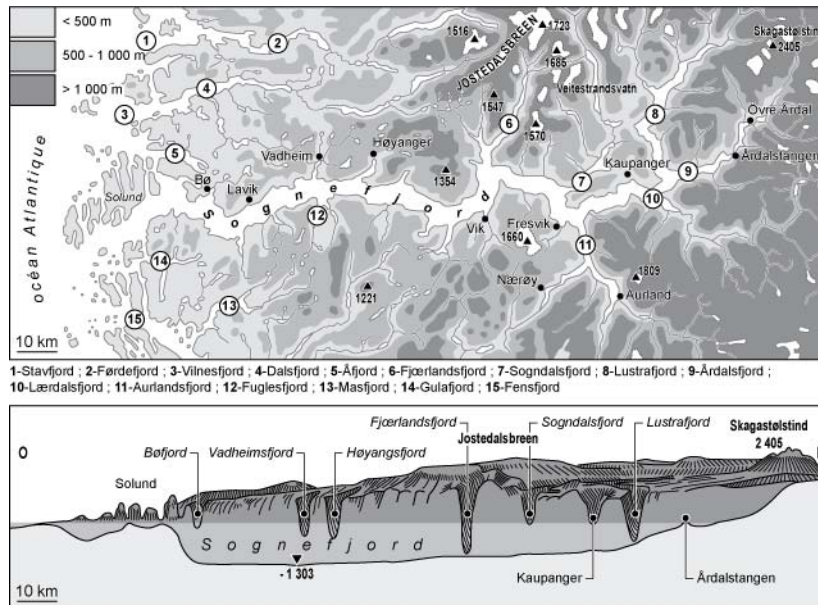 < 500 m
500 - 1 000 m
> 1 000 m
océan Atlantique
1
2
3
4
5
6
7
8
9
10
11
12
13
14
15
1516
JOSTEDALSBREEN
1723
1685
Veitestrandsvatn
Skagastølstind
2405
1547
1570
Øvre Årdal
Årdalstangen
Vadheim
Høyanger
Kaupanger
1354
Bø
Lavik
Solund
Sognefjord
Vik
Fresvik
1660
Nærøy
1809
Aurland
1221
10 km
1-Stavfjord ; 2-Førdefjord ; 3-Vilnesfjord ; 4-Dalsfjord ; 5-Åfjord ; 6-Fjærlandsfjord ; 7-Sogndalsfjord ; 8-Lustrafjord ; 9-Årdalsfjord ;
10-Lærdalsfjord ; 11-Aurlandsfjord ; 12-Fuglesfjord ; 13-Masfjord ; 14-Gulafjord ; 15-Fensfjord
O
Solund
Bøfjord
Vadheimsfjord
Høyangsfjord
Fjærlandsfjord
Jostedalsbreen
Sogndalsfjord
Lustrafjord
Skagastølstind
2 405
Sognefjord
- 1 303
Kaupanger
Årdalstangen
10 km